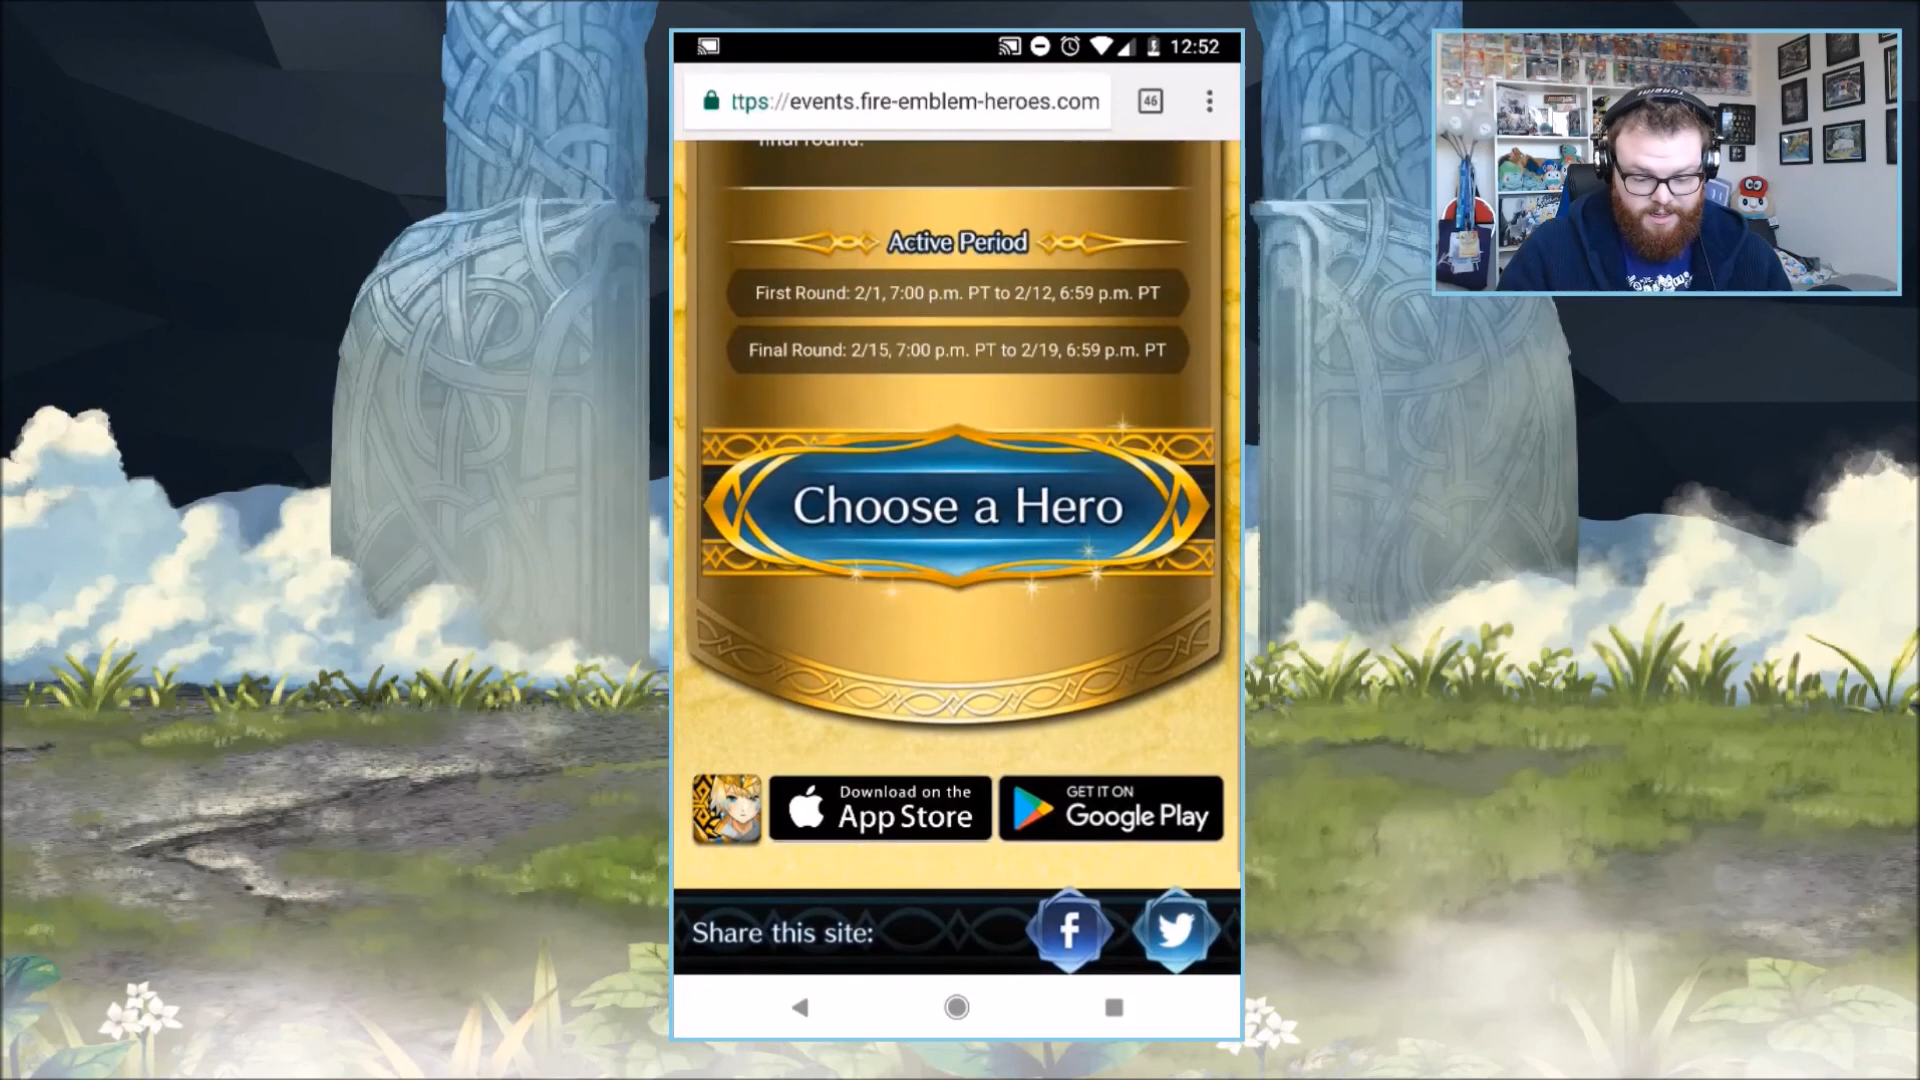 12:52
ttps://events.fire-emblem-heroes.com
46
final round.
Active Period
First Round: 2/1, 7:00 p.m. PT to 2/12, 6:59 p.m. PT
Final Round: 2/15, 7:00 p.m. PT to 2/19, 6:59 p.m. PT
Choose a Hero
Download on the
App Store
GET IT ON
Google Play
Share this site: